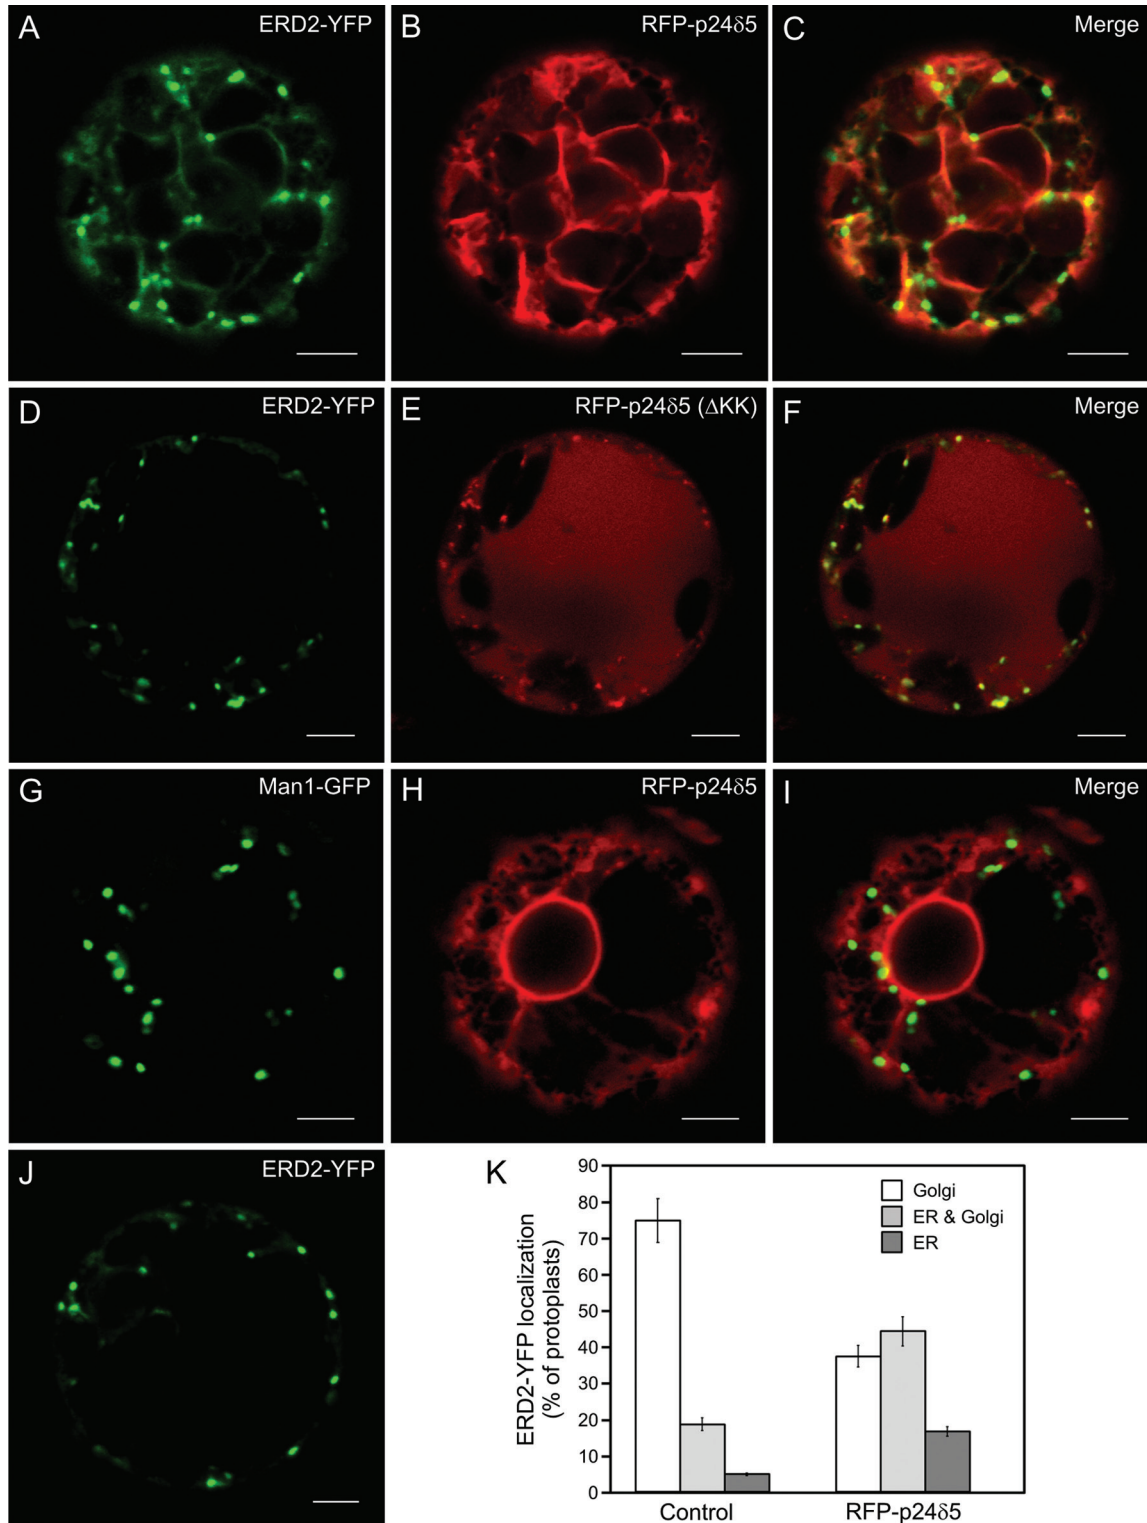 A ERD2-YFP
B RFP-p24δ5
C Merge
D ERD2-YFP
E RFP-p24δ5 (ΔKK)
F Merge
G Man1-GFP
H RFP-p24δ5
I Merge
J ERD2-YFP
K
ERD2-YFP localization
(% of protoplasts)
90
80
70
60
50
40
30
20
10
0
Golgi
ER & Golgi
ER
Control
RFP-p24δ5